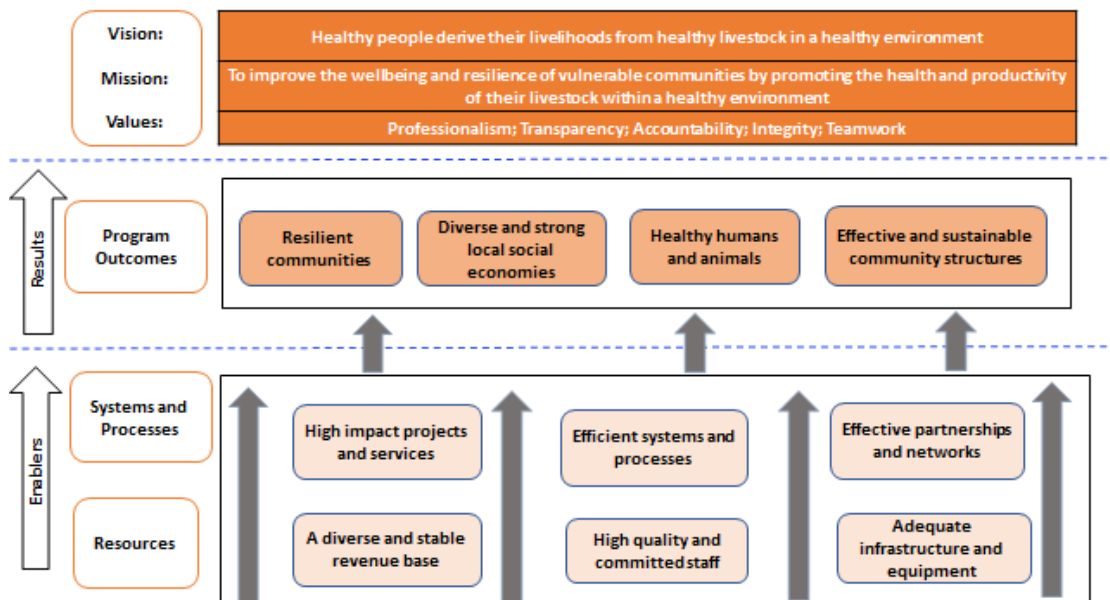 Vision:
Healthy people derive their livelihoods from healthy livestock in a healthy environment
Mission:
To improve the wellbeing and resilience of vulnerable communities by promoting the health and productivity
of their livestock within a healthy environment
Values:
Professionalism; Transparency; Accountability; Integrity; Teamwork
Results
Program
Outcomes
Resilient
communities
Diverse and strong
local social
economies
Healthy humans
and animals
Effective and sustainable
community structures
Enablers
Systems and
Processes
High impact projects
and services
Efficient systems and
processes
Effective partnerships
and networks
Resources
A diverse and stable
revenue base
High quality and
committed staff
Adequate
infrastructure and
equipment